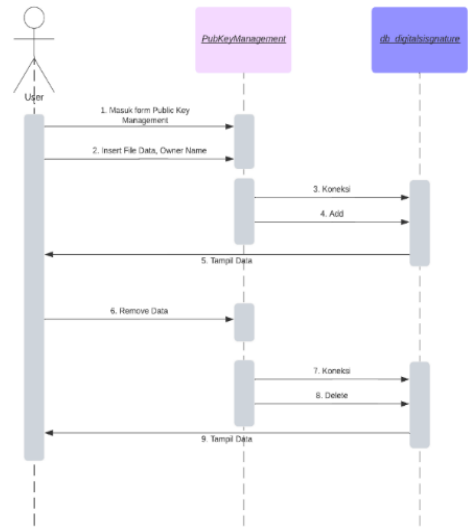 PubKeyManagement
db_digitalsisgnature
User
1. Masuk form Public Key
Management
2. Insert File Data, Owner Name
3. Koneksi
4. Add
5. Tampil Data
6. Remove Data
7. Koneksi
8. Delete
9. Tampil Data